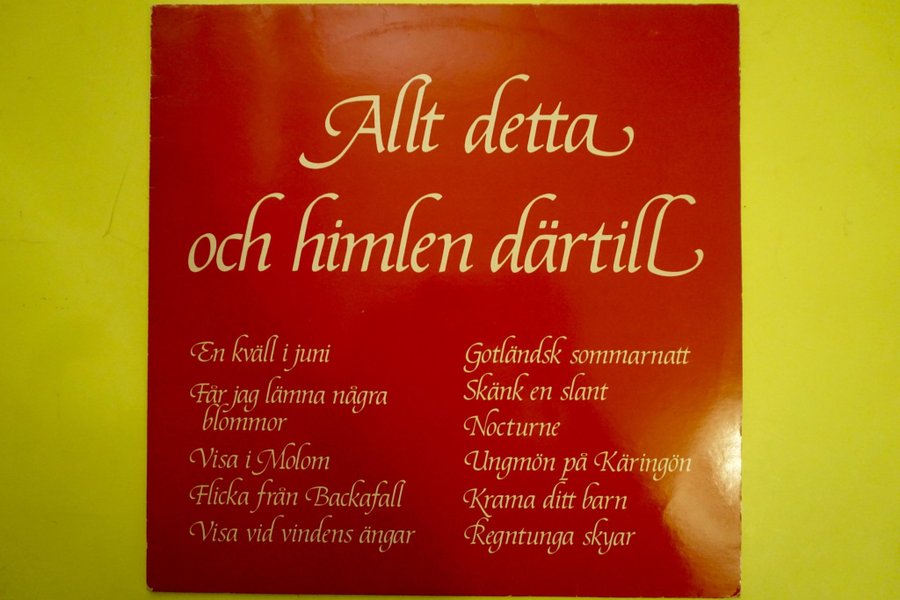 Allt detta
och himlen därtill
En kväll i juni
Får jag lämna några
blommor
Visa i Molom
Flicka från Backafall
Visa vid vindens ängar
Gotländsk sommarnatt
Skänk en slant
Nocturne
Ungmön på Käringön
Krama ditt barn
Regntunga skyar